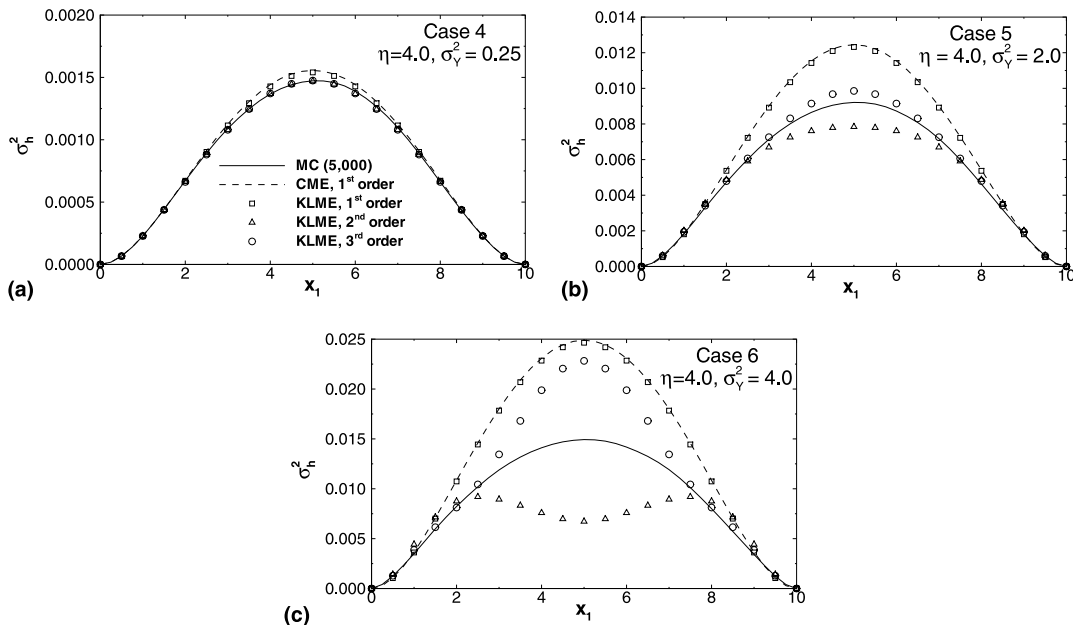 0.0020
0.0015
0.0010
0.0005
0.0000
σ²h
0 2 4 6 8 10
x₁
Case 4
η=4.0, σ²Y = 0.25
MC (5,000)
CME, 1st order
KLME, 1st order
KLME, 2nd order
KLME, 3rd order
(a)
0.014
0.012
0.010
0.008
0.006
0.004
0.002
0.000
σ²h
0 2 4 6 8 10
x₁
Case 5
η= 4.0, σ²Y = 2.0
(b)
0.025
0.020
0.015
0.010
0.005
0.000
σ²h
0 2 4 6 8 10
x₁
Case 6
η=4.0, σ²Y = 4.0
(c)